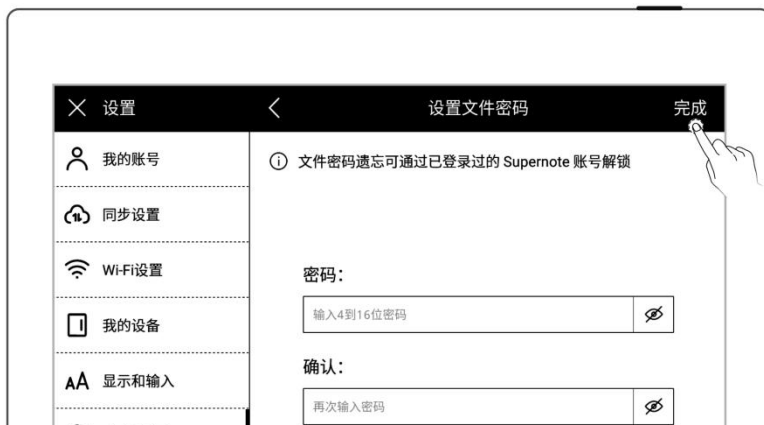 设置
设置文件密码
完成
我的账号
文件密码遗忘可通过已登录过的 Supernote 账号解锁
同步设置
Wi-Fi设置
密码：
输入4到16位密码
我的设备
确认：
显示和输入
再次输入密码